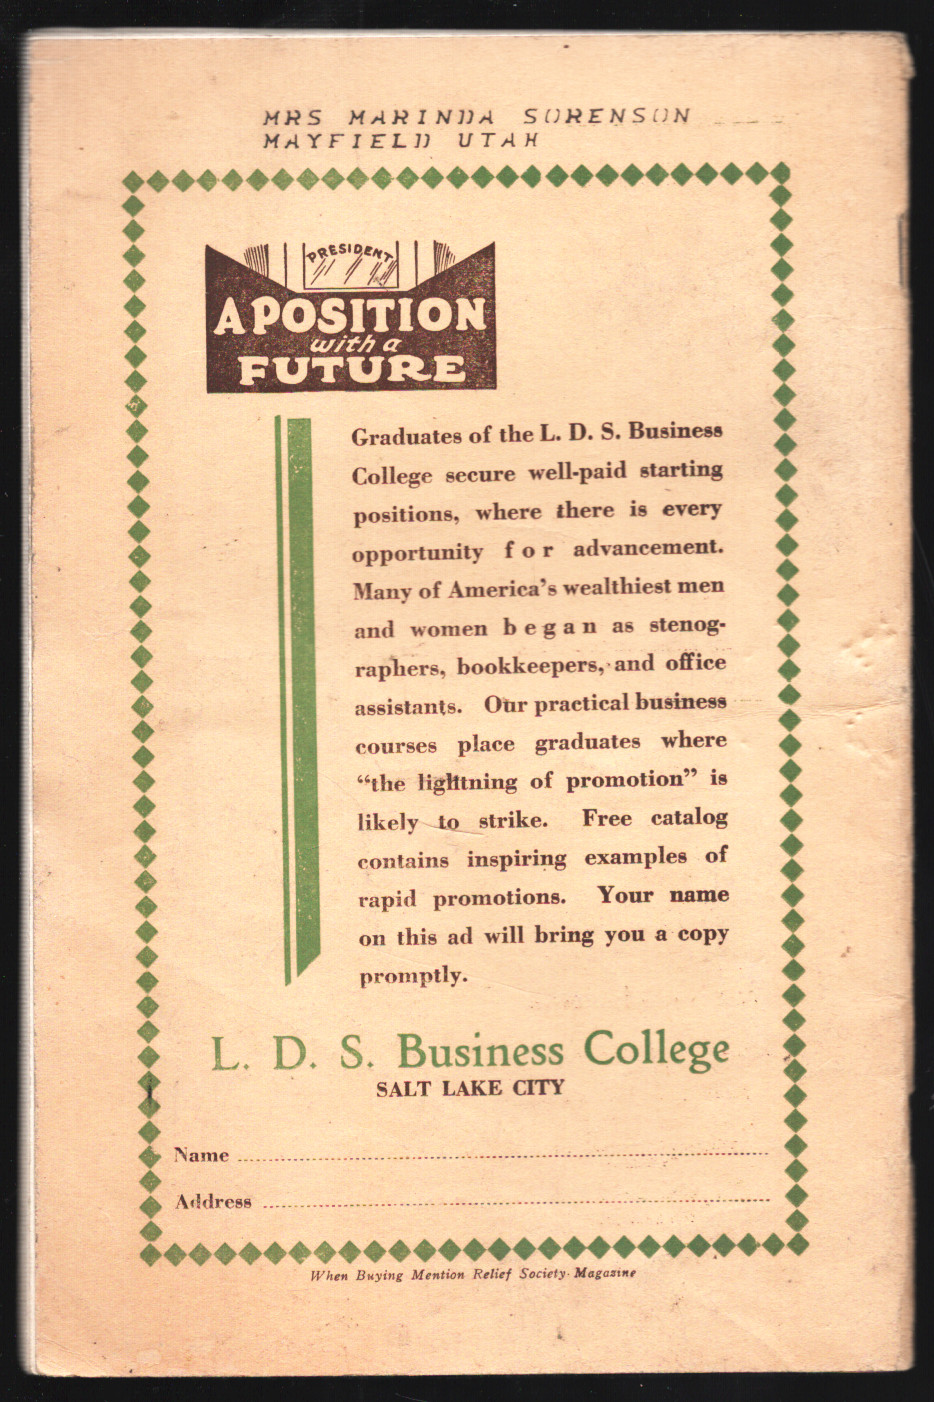 MRS MARINDA SORENSON
MAYFIELD UTAH
PRESIDENT
A POSITION
with a
FUTURE
Graduates of the L. D. S. Business
College secure well-paid starting
positions, where there is every
opportunity for advancement.
Many of America's wealthiest men
and women began as stenog-
raphers, bookkeepers, and office
assistants. Our practical business
courses place graduates where
“the lightning of promotion” is
likely to strike. Free catalog
contains inspiring examples of
rapid promotions. Your name
on this ad will bring you a copy
promptly.
L. D. S. Business College
SALT LAKE CITY
Name
Address
When Buying Mention Relief Society Magazine